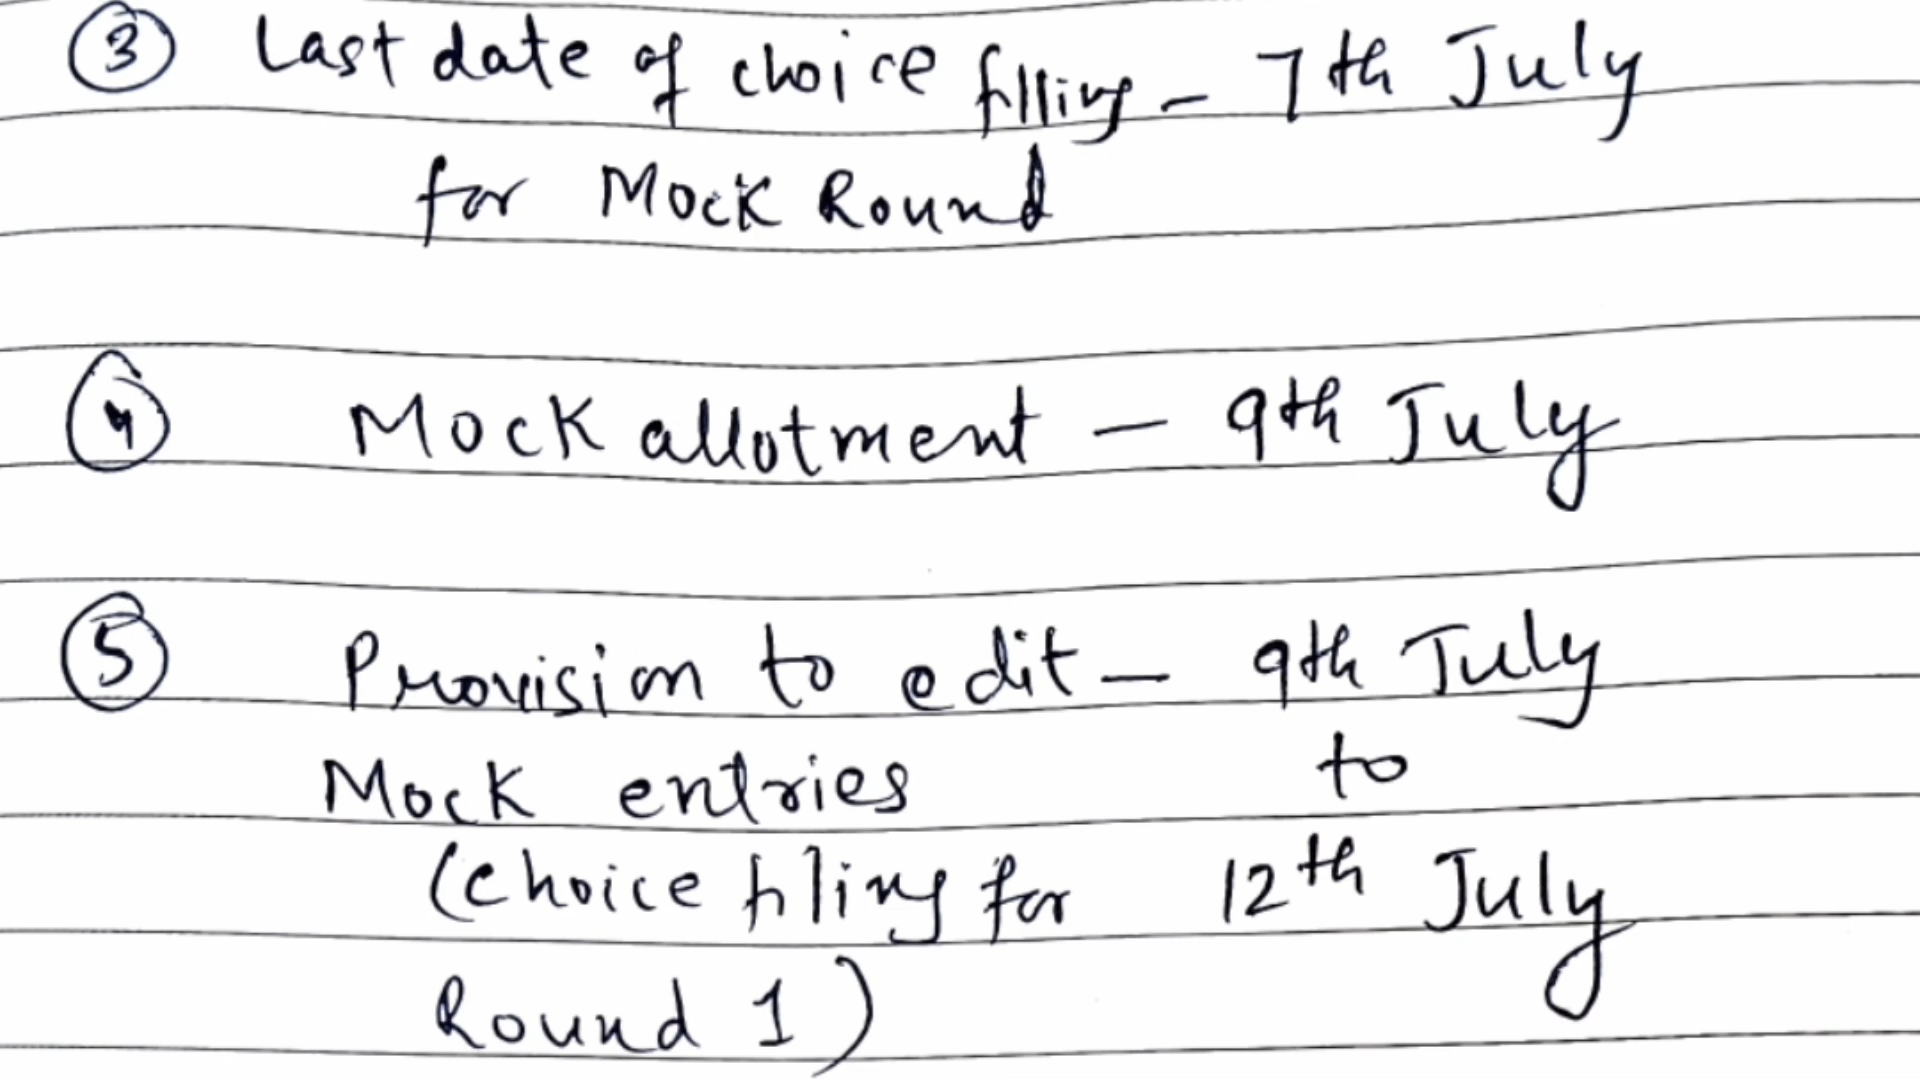 3 Last date of choice filling - 7th July
for Mock Round
4 Mock allotment - 9th July
5 Provision to edit - 9th July
Mock entries to
(choice filing for 12th July
Round 1)